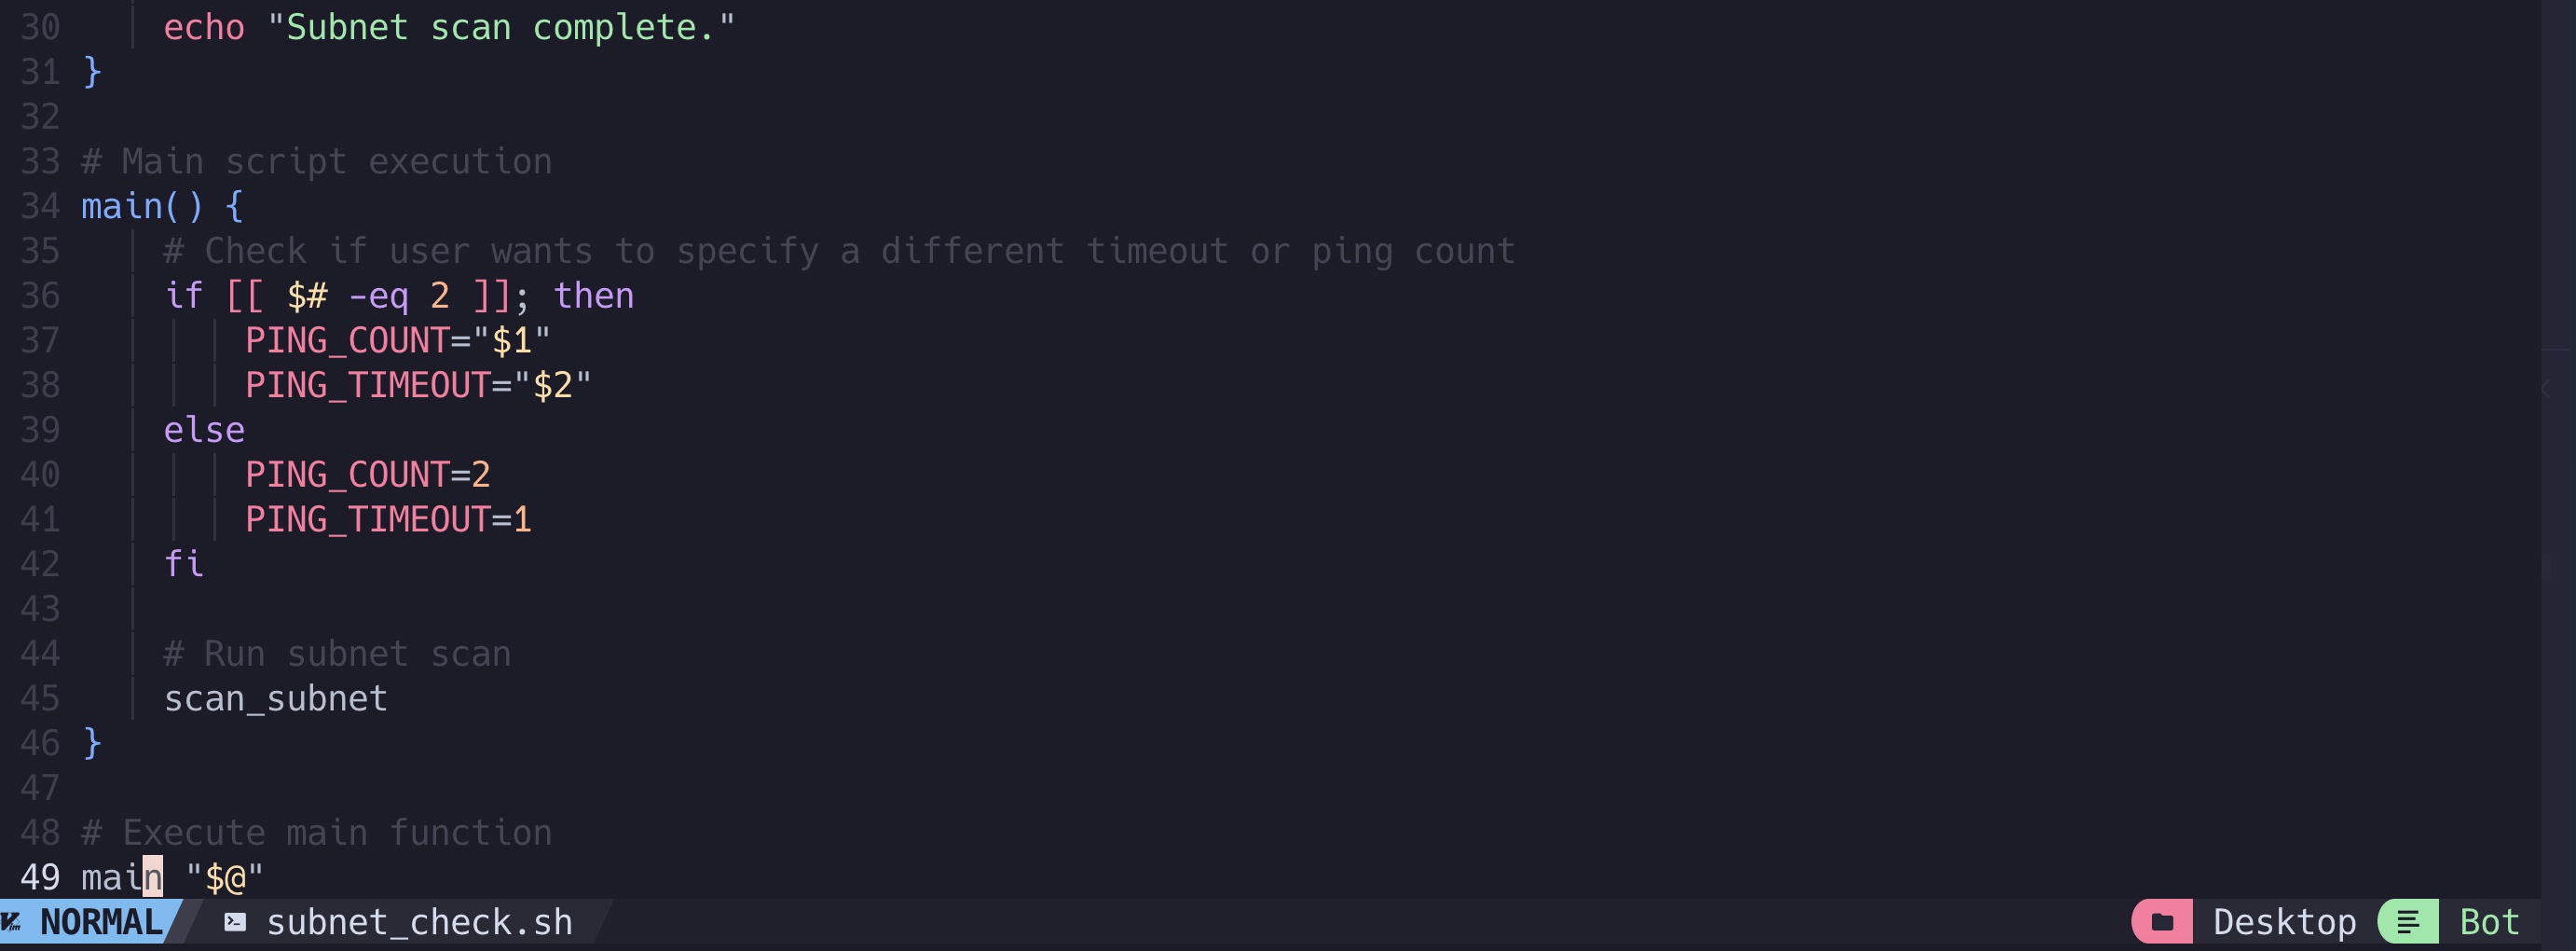 30 echo "Subnet scan complete."
31 }
32
33 # Main script execution
34 main() {
35 # Check if user wants to specify a different timeout or ping count
36 if [[ $# -eq 2 ]]; then
37 PING_COUNT="$1"
38 PING_TIMEOUT="$2"
39 else
40 PING_COUNT=2
41 PING_TIMEOUT=1
42 fi
43
44 # Run subnet scan
45 scan_subnet
46 }
47
48 # Execute main function
49 main "$@"
NORMAL subnet_check.sh Desktop Bot